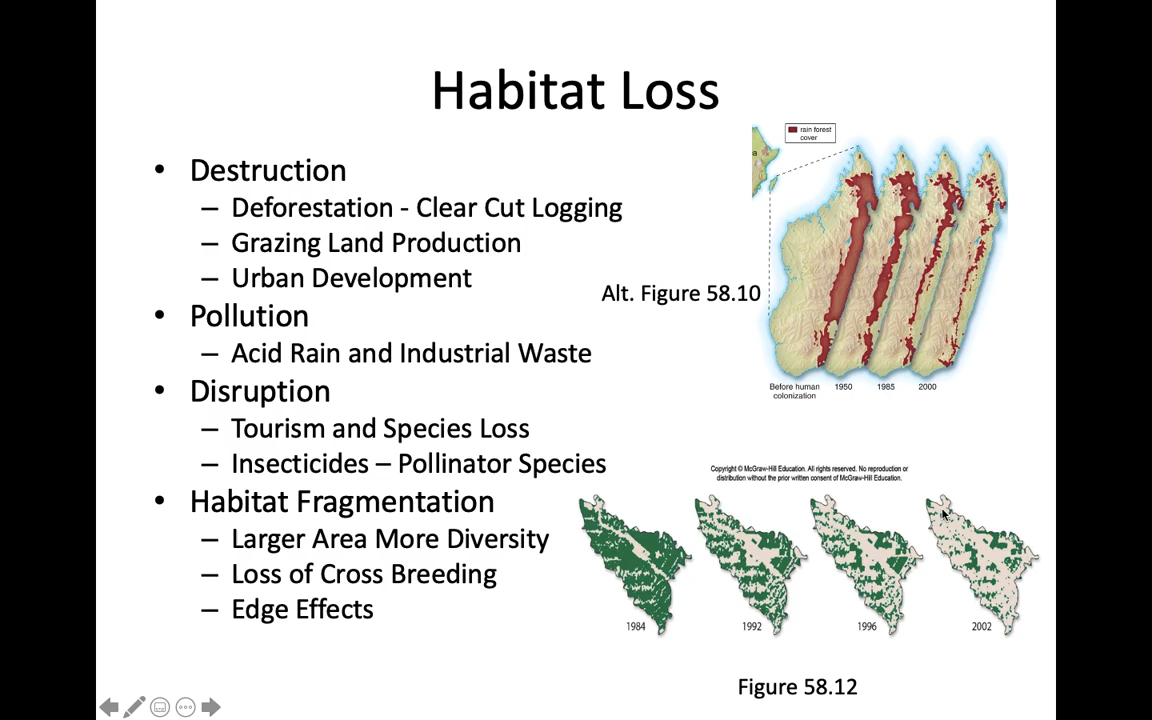 Habitat Loss
• Destruction
– Deforestation - Clear Cut Logging
– Grazing Land Production
– Urban Development
• Pollution
– Acid Rain and Industrial Waste
• Disruption
– Tourism and Species Loss
– Insecticides – Pollinator Species
• Habitat Fragmentation
– Larger Area More Diversity
– Loss of Cross Breeding
– Edge Effects
rain forest
cover
a
Alt. Figure 58.10
Before human
colonization
1950
1985
2000
Copyright © McGraw-Hill Education. All rights reserved. No reproduction or
distribution without the prior written consent of McGraw-Hill Education.
1984
1992
1996
2002
Figure 58.12